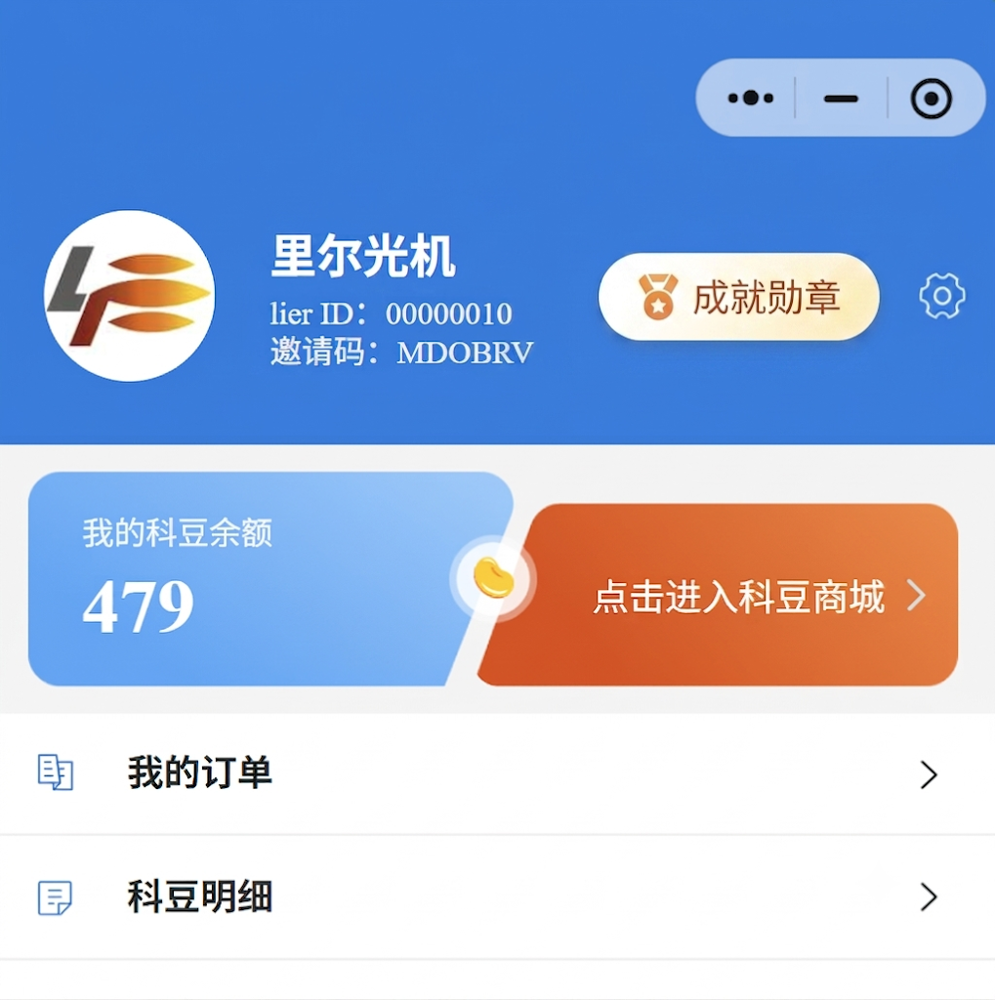 里尔光机
lier ID：00000010
邀请码：MDOBRV
成就勋章
我的科豆余额
479
点击进入科豆商城
我的订单
科豆明细